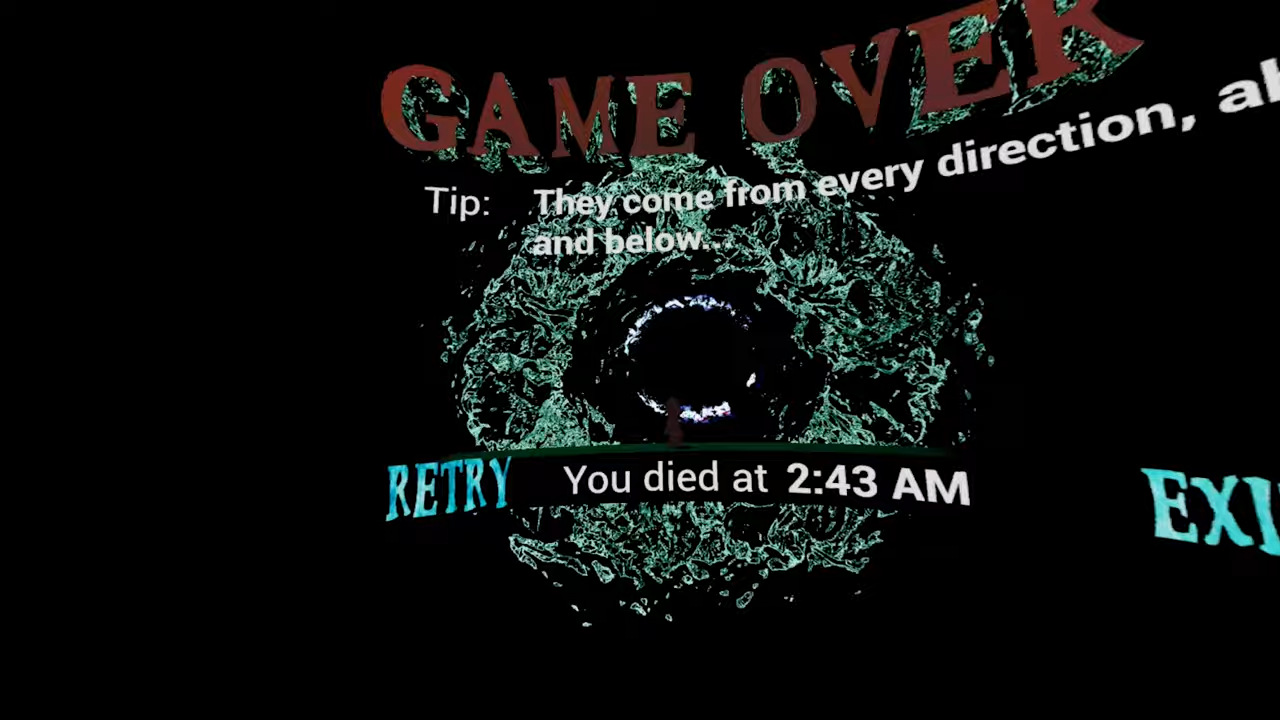 GAME OVER
Tip: They come from every direction,
and below...
RETRY You died at 2:43 AM